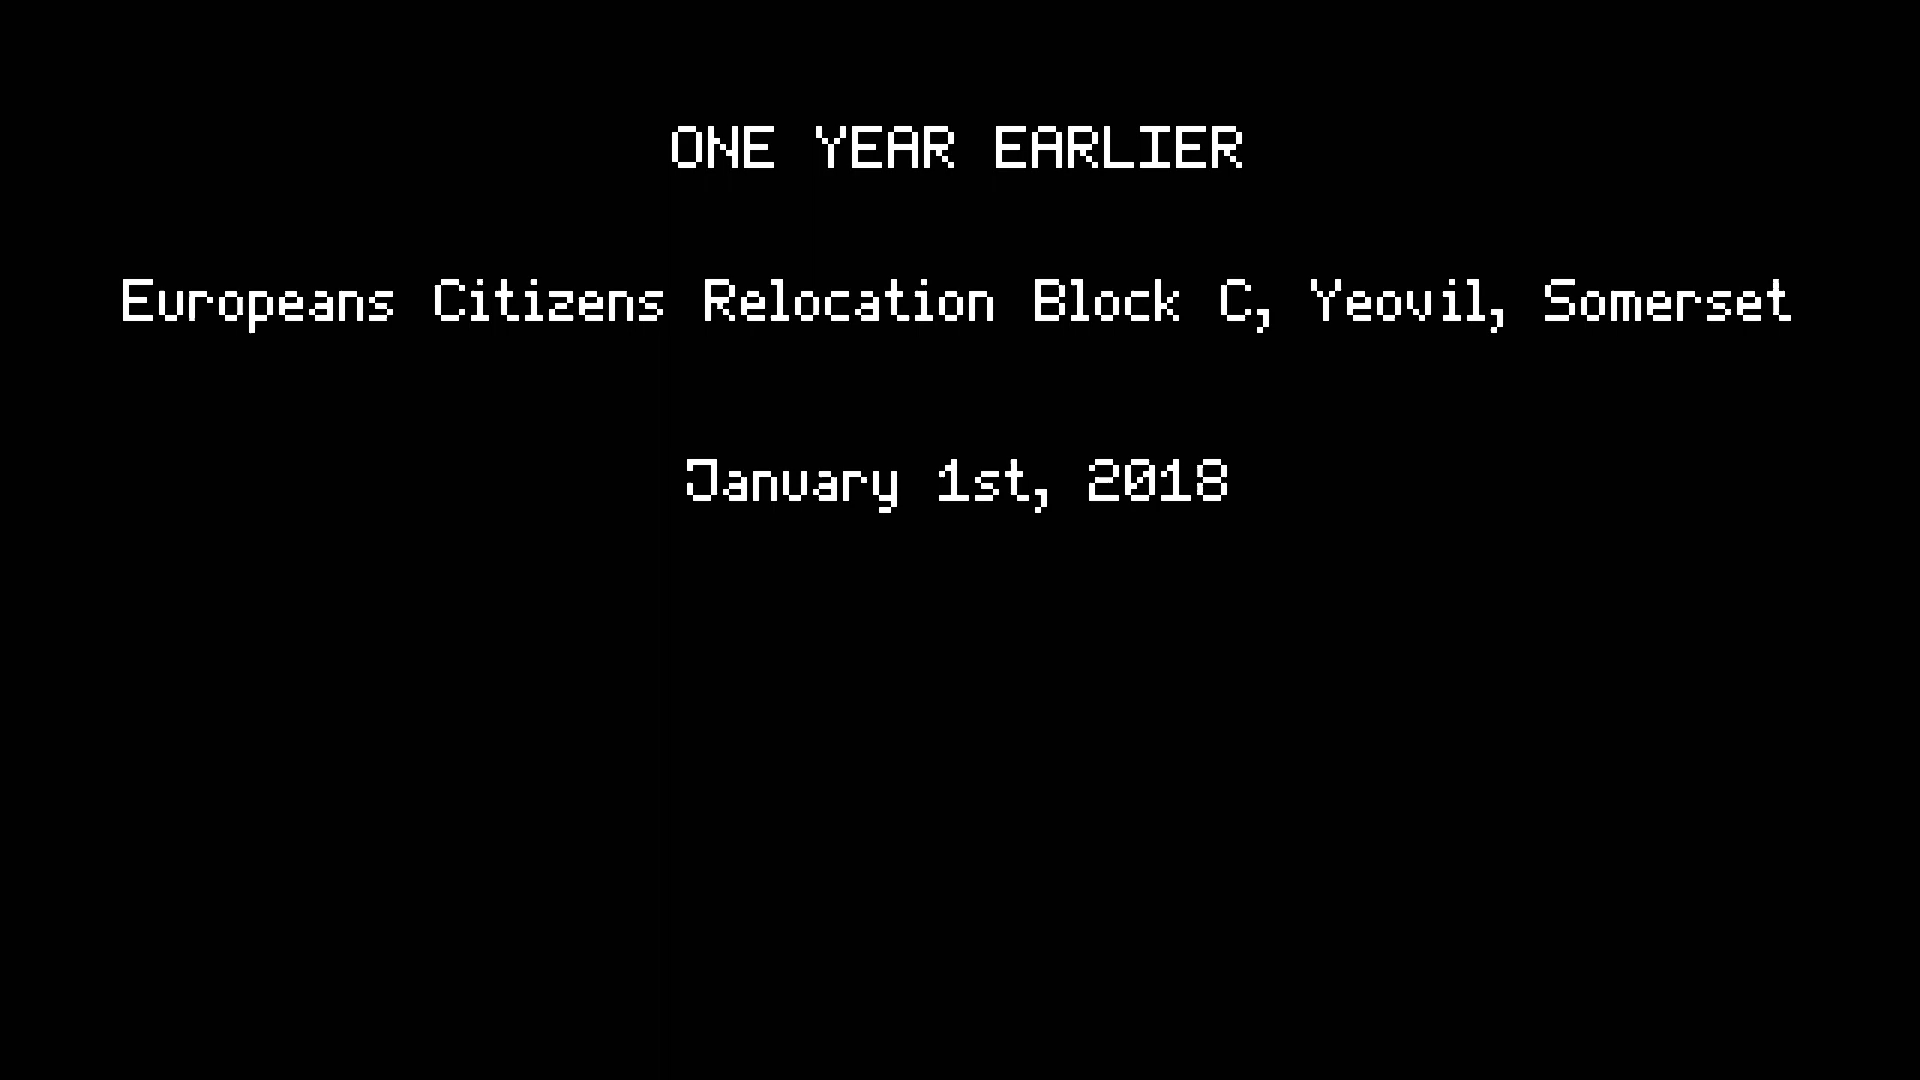 ONE YEAR EARLIER
Europeans Citizens Relocation Block C, Yeovil, Somerset
January 1st, 2018